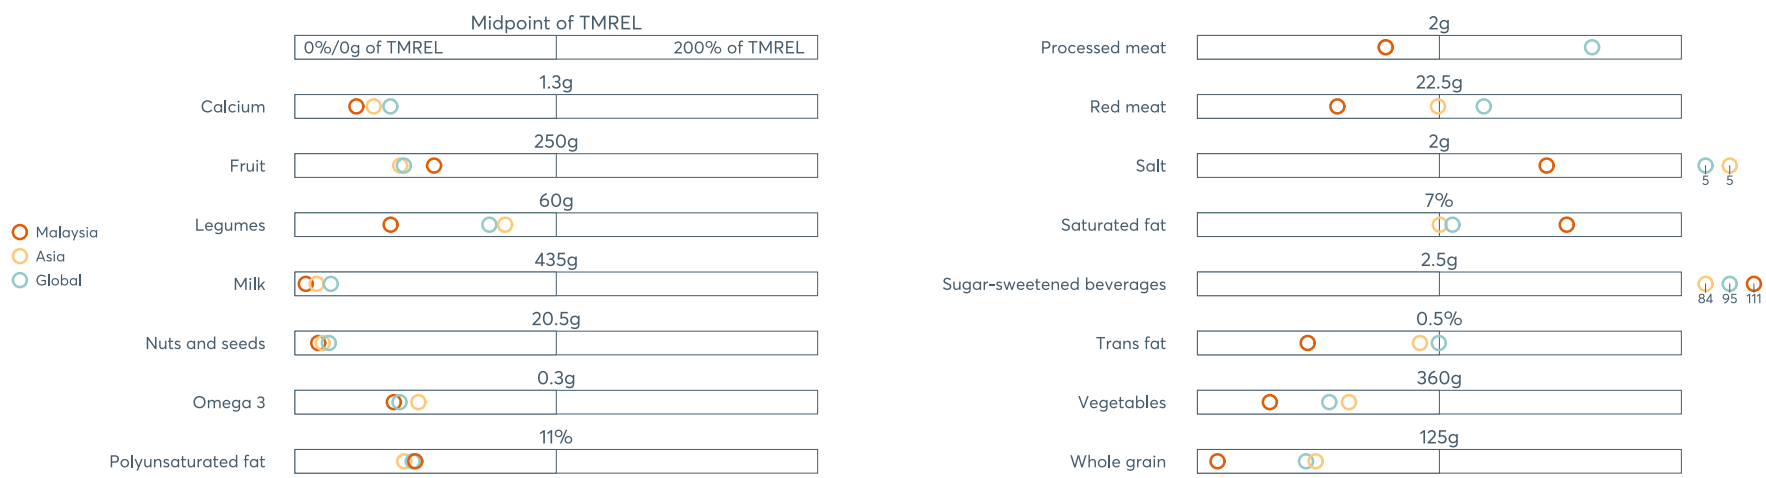 Midpoint of TMREL
0%/0g of TMREL 200% of TMREL
1.3g
Calcium
250g
Fruit
60g
Legumes
435g
Milk
20.5g
Nuts and seeds
0.3g
Omega 3
11%
Polyunsaturated fat
Malaysia
Asia
Global
2g
Processed meat
22.5g
Red meat
2g
Salt
5 5
7%
Saturated fat
2.5g
Sugar-sweetened beverages
84 95 111
0.5%
Trans fat
360g
Vegetables
125g
Whole grain